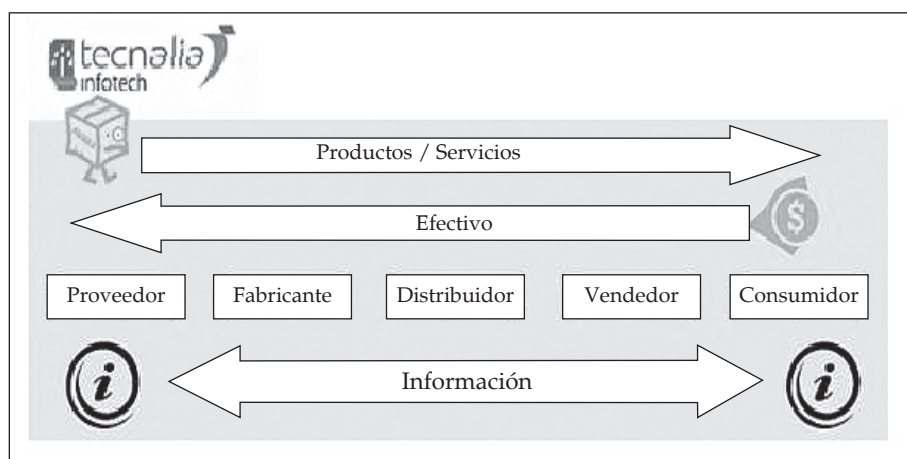 tecnalia
infotech
Productos / Servicios
Efectivo
$
Proveedor Fabricante Distribuidor Vendedor Consumidor
i Información i